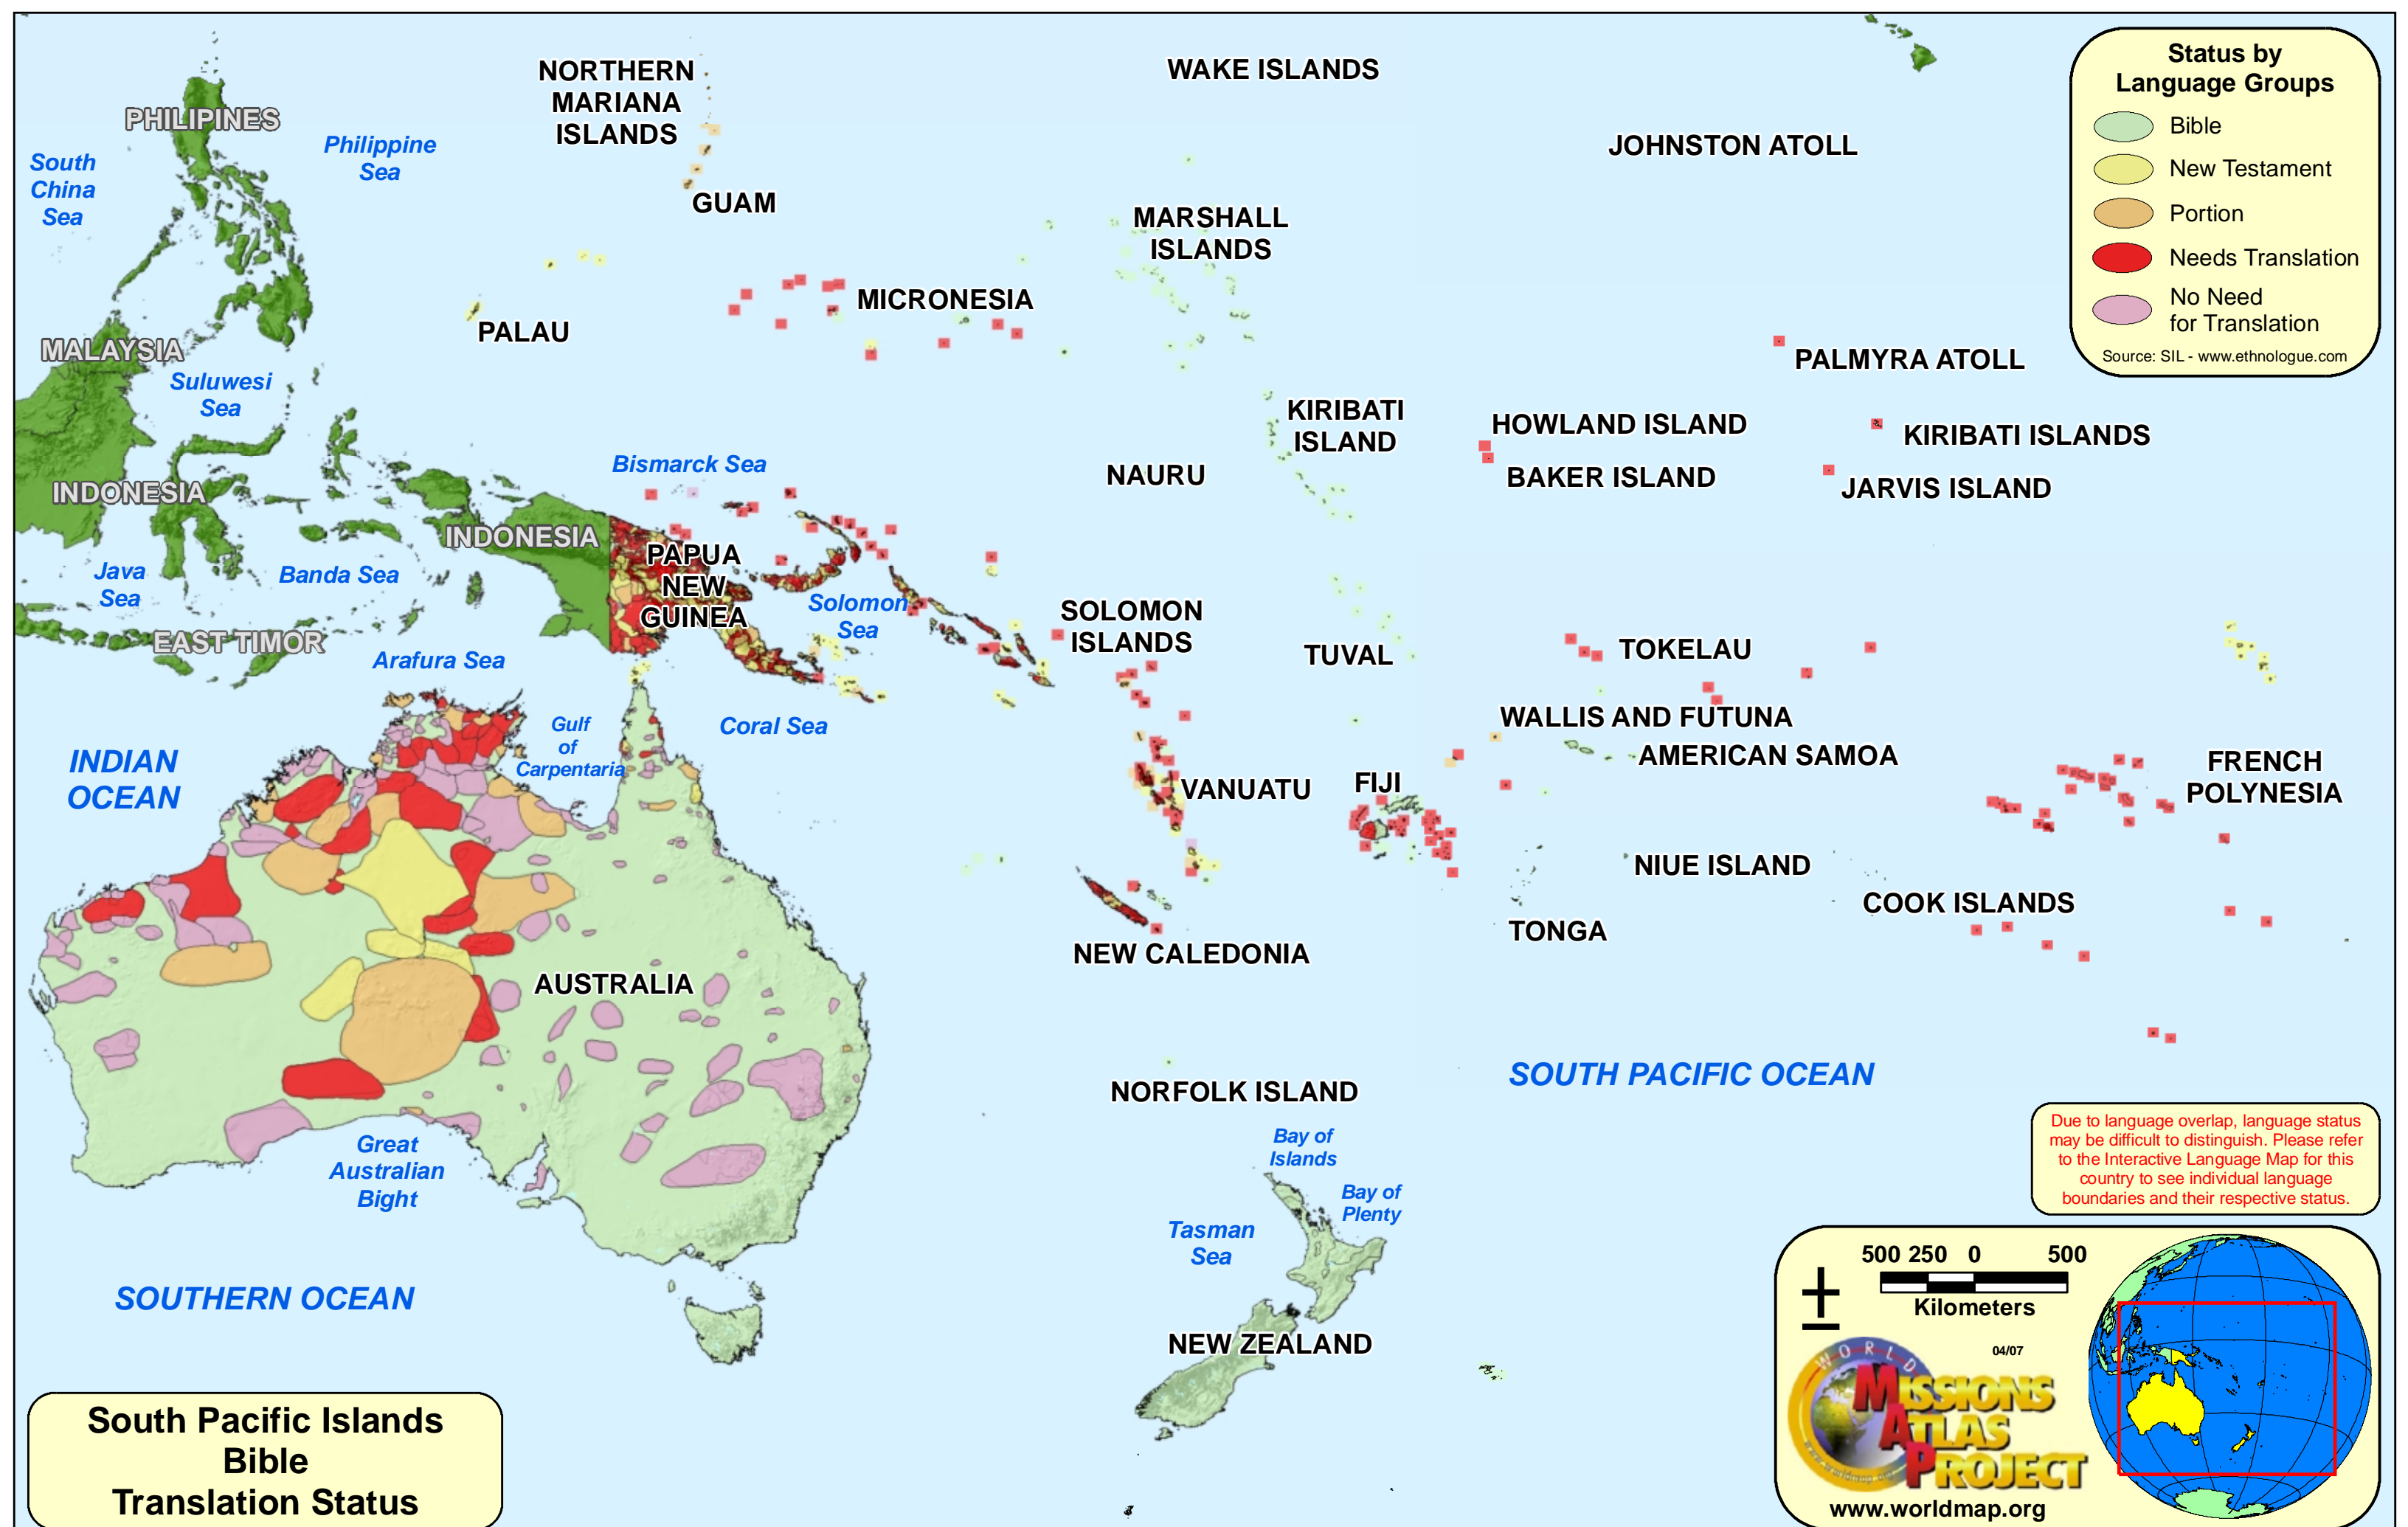 NORTHERN
MARIANA
ISLANDS
WAKE ISLANDS
PHILIPINES
Philippine
Sea
South
China
Sea
JOHNSTON ATOLL
GUAM
MARSHALL
ISLANDS
MICRONESIA
PALAU
MALAYSIA
Suluwesi
Sea
PALMYRA ATOLL
KIRIBATI
ISLAND
HOWLAND ISLAND
KIRIBATI ISLANDS
Bismarck Sea
NAURU
BAKER ISLAND
JARVIS ISLAND
INDONESIA
INDONESIA
PAPUA
NEW
GUINEA
Java
Sea
Banda Sea
Solomon
Sea
SOLOMON
ISLANDS
EAST TIMOR
Arafura Sea
TUVAL
TOKELAU
Gulf
of
Carpentaria
Coral Sea
WALLIS AND FUTUNA
AMERICAN SAMOA
INDIAN
OCEAN
VANUATU
FIJI
FRENCH
POLYNESIA
NIUE ISLAND
COOK ISLANDS
TONGA
NEW CALEDONIA
AUSTRALIA
SOUTH PACIFIC OCEAN
NORFOLK ISLAND
Great
Australian
Bight
Bay of
Islands
Bay of
Plenty
Tasman
Sea
SOUTHERN OCEAN
NEW ZEALAND
Status by
Language Groups
Bible
New Testament
Portion
Needs Translation
No Need
for Translation
Source: SIL - www.ethnologue.com
Due to language overlap, language status
may be difficult to distinguish. Please refer
to the Interactive Language Map for this
country to see individual language
boundaries and their respective status.
500 250 0 500
Kilometers
04/07
WORLD
MISSIONS
ATLAS
PROJECT
www.worldmap.org
www.worldmap.org
South Pacific Islands
Bible
Translation Status